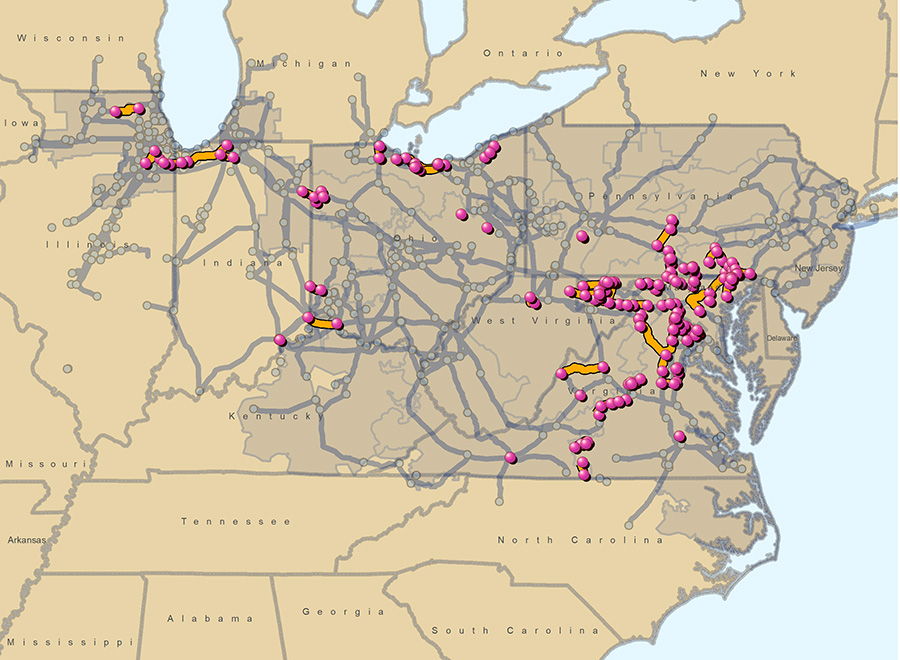 Wisconsin
Michigan
Ontario
New York
Iowa
Pennsylvania
Illinois
Indiana
Ohio
New Jersey
West Virginia
Delaware
Virginia
Kentucky
Missouri
Tennessee
Arkansas
North Carolina
Mississippi
Alabama
Georgia
South Carolina